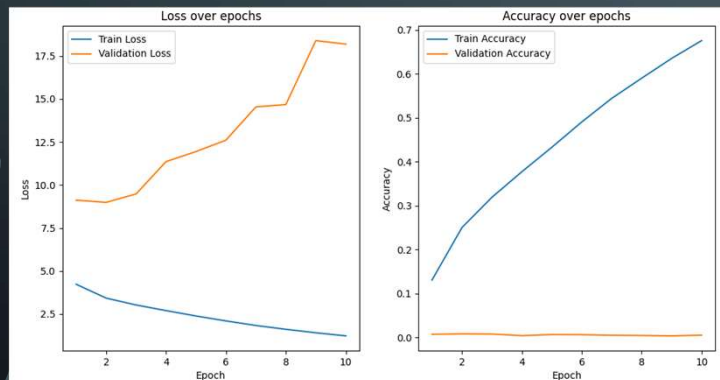 Loss over epochs
Train Loss
Validation Loss
17.5
15.0
12.5
10.0
7.5
5.0
2.5
Loss
2
4
6
8
10
Epoch
Accuracy over epochs
Train Accuracy
Validation Accuracy
0.7
0.6
0.5
0.4
0.3
0.2
0.1
0.0
Accuracy
2
4
6
8
10
Epoch